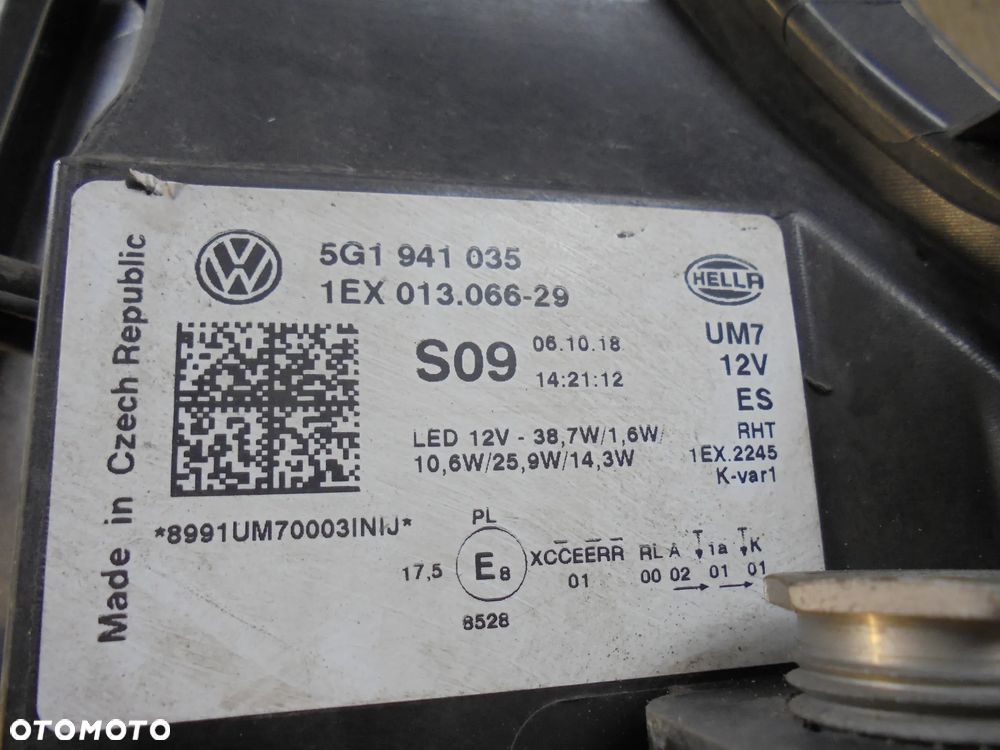 Made in Czech Republic
5G1 941 035
1EX 013.066-29
HELLA
S09
06.10.18
14:21:12
UM7
12V
ES
RHT
1EX.2245
K-var1
LED 12V - 38,7W/1,6W/
10,6W/25,9W/14,3W
*8991UM70003INIJ*
PL
17,5
E8
8528
XCCEERR RL A T 1a T K
01 00 02 01 01
OTOMOTO